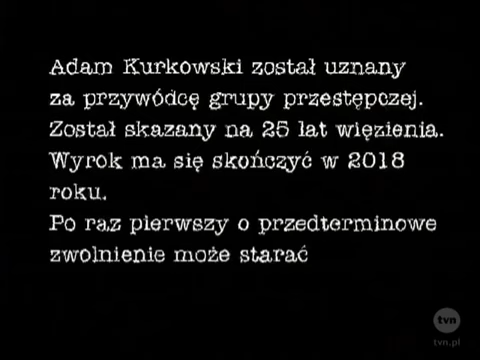 Adam Kurkowski został uznany
za przywódcę grupy przestępczej.
Został skazany na 25 lat więzienia.
Wyrok ma się skończyć w 2018
roku.
Po raz pierwszy o przedterminowe
zwolnienie może starać
tvn
tvn.pl